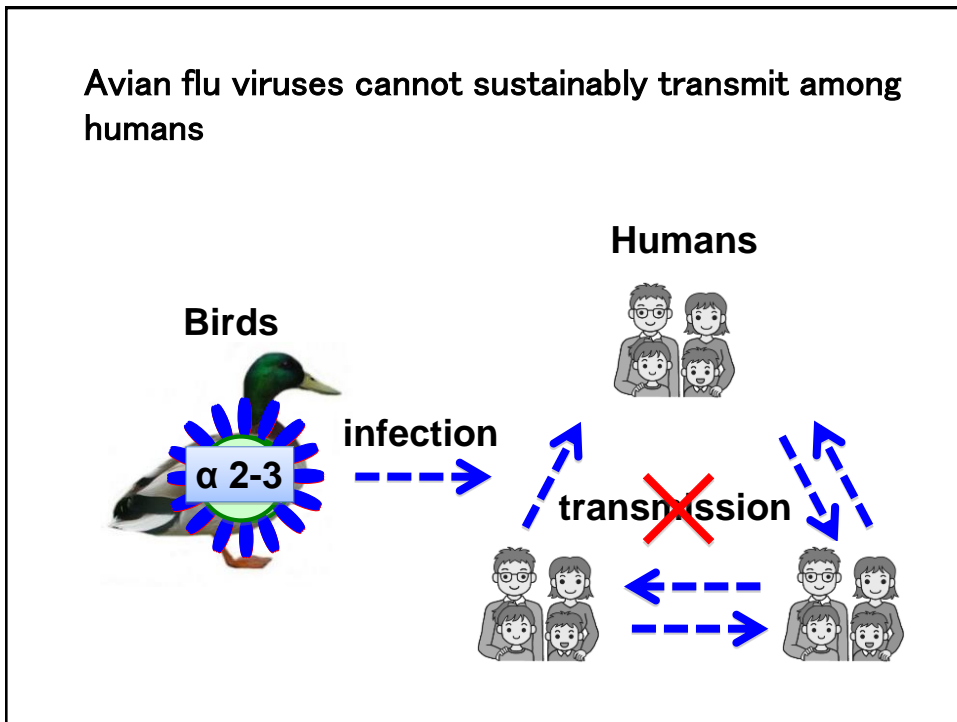 Avian flu viruses cannot sustainably transmit among
humans
Humans
Birds
infection
α 2-3
transmission